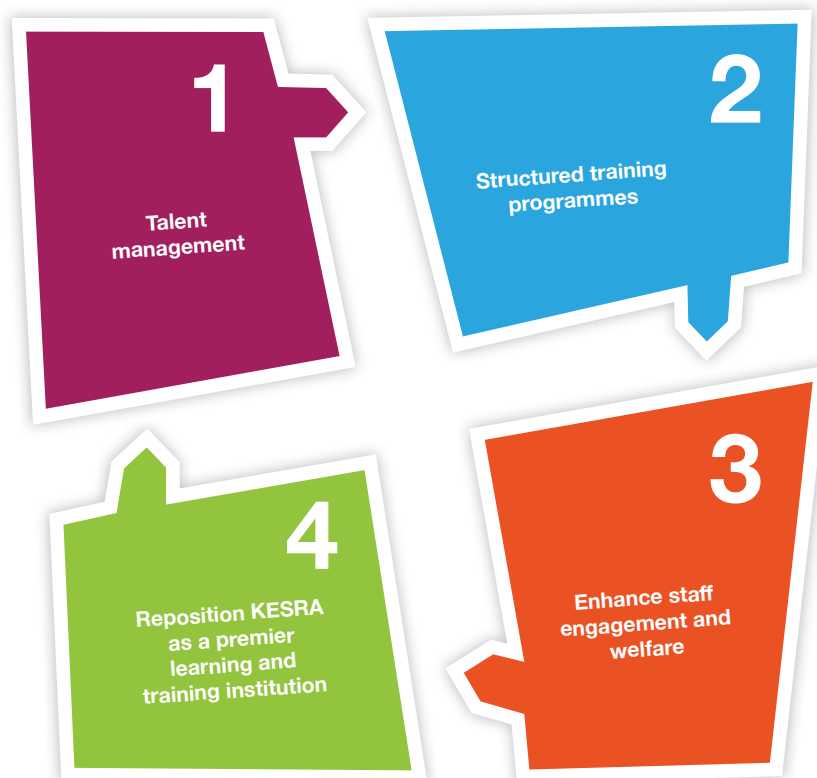 1
Talent
management
2
Structured training
programmes
3
Enhance staff
engagement and
welfare
4
Reposition KESRA
as a premier
learning and
training institution